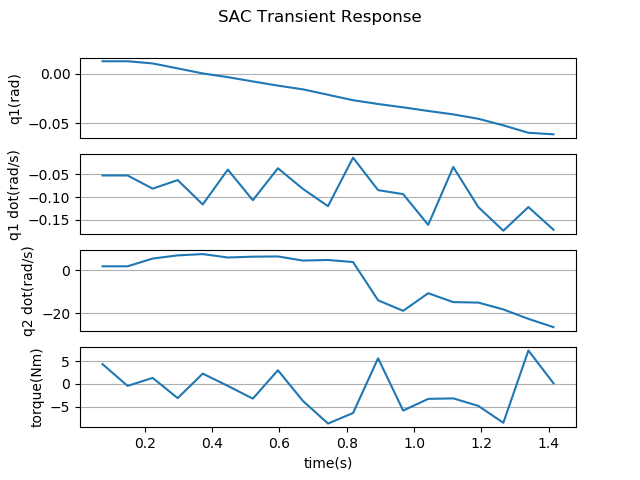 SAC Transient Response
q1(rad)
0.00
−0.05
q1 dot(rad/s)
−0.05
−0.10
−0.15
q2 dot(rad/s)
0
−20
torque(Nm)
5
0
−5
0.2 0.4 0.6 0.8 1.0 1.2 1.4
time(s)